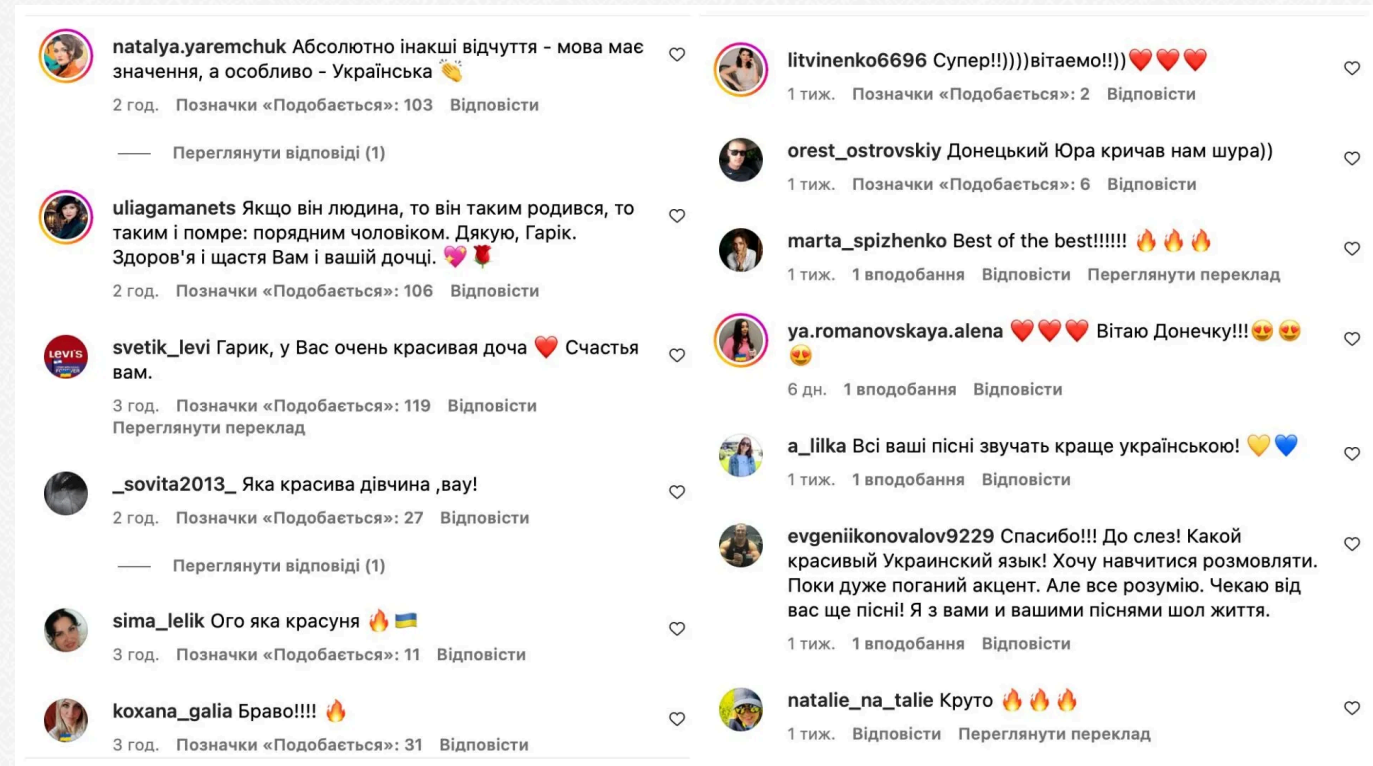 natalya.yaremchuk Абсолютно інакші відчуття - мова має
значення, а особливо - Українська 👏
2 год. Позначки «Подобається»: 103 Відповісти
Переглянути відповіді (1)
uliagamanets Якщо він людина, то він таким родився, то
таким і помре: порядним чоловіком. Дякую, Гарік.
Здоров'я і щастя Вам і вашій дочці. 💖🌹
2 год. Позначки «Подобається»: 106 Відповісти
LEVI'S
svetik_levi Гарик, у Вас очень красивая доча ❤️ Счастья
вам.
3 год. Позначки «Подобається»: 119 Відповісти
Переглянути переклад
_sovita2013_ Яка красива дівчина ,вау!
2 год. Позначки «Подобається»: 27 Відповісти
Переглянути відповіді (1)
sima_lelik Ого яка красуня 🔥🇺🇦
3 год. Позначки «Подобається»: 11 Відповісти
koxana_galia Браво!!!! 🔥
3 год. Позначки «Подобається»: 31 Відповісти
litvinenko6696 Супер!!))))вітаемо!!))❤️❤️❤️
1 тиж. Позначки «Подобається»: 2 Відповісти
orest_ostrovskiy Донецький Юра кричав нам шура))
1 тиж. Позначки «Подобається»: 6 Відповісти
marta_spizhenko Best of the best!!!!!! 🔥🔥🔥
1 тиж. 1 вподобання Відповісти Переглянути переклад
ya.romanovskaya.alena ❤️❤️❤️ Вітаю Донечку!!!😍😍
😍
6 дн. 1 вподобання Відповісти
a_lilka Всі ваші пісні звучать краще українською! 💛💙
1 тиж. 1 вподобання Відповісти
evgeniikonovalov9229 Спасибо!!! До слез! Какой
красивый Украинский язык! Хочу навчитися розмовляти.
Поки дуже поганий акцент. Але все розумію. Чекаю від
вас ще пісні! Я з вами и вашими піснями шол життя.
1 тиж. 1 вподобання Відповісти
natalie_na_talie Круто 🔥🔥🔥
1 тиж. Відповісти Переглянути переклад